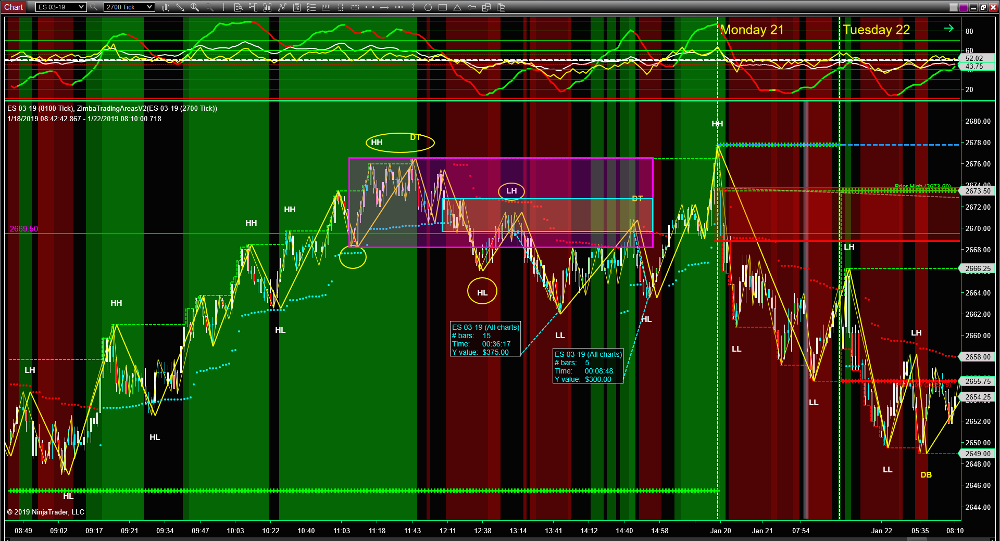 Chart
ES 03-19
2700 Tick
Monday 21
Tuesday 22
80
60
52.02
43.75
20
ES 03-19 (8100 Tick), ZimbaTradingAreasV2(ES 03-19 (2700 Tick))
1/18/2019 08:42:42.867 - 1/22/2019 08:10:00.718
2680.00
HH
HH
DT
2678.00
2676.00
2674.00
Prior High (2673.50)
2673.50
LH
DT
2672.00
HH
HH
2669.50
2670.00
LH
2668.00
2666.25
HL
2664.00
HH
2662.00
HL
HL
ES 03-19 (All charts)
# bars: 15
Time: 00:36:17
Y value: $375.00
LL
LH
2660.00
LL
ES 03-19 (All charts)
# bars: 5
Time: 00:08:48
Y value: $300.00
2658.00
LH
2655.75
2654.25
LL
2652.00
HL
2650.00
2649.00
2648.00
LL
DB
2646.00
HL
2644.00
© 2019 NinjaTrader, LLC
08:49 09:02 09:17 09:21 09:34 09:47 10:03 10:22 10:40 11:03 11:18 11:43 12:11 12:38 13:14 13:41 14:12 14:40 14:58 Jan 20 Jan 21 07:54 Jan 22 05:35 08:10